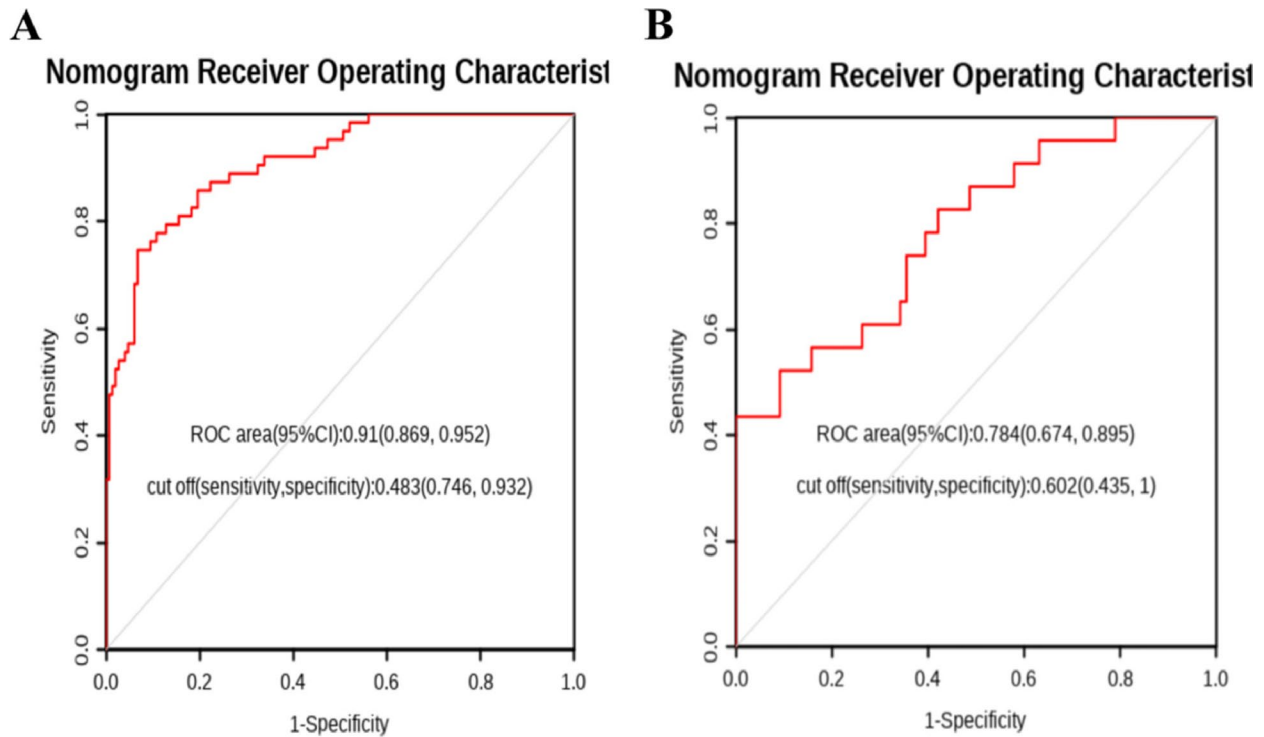 A
Nomogram Receiver Operating Characterist
1.0
0.8
0.6
0.4
0.2
0.0
Sensitivity
ROC area(95%CI):0.91(0.869, 0.952)
cut off(sensitivity,specificity):0.483(0.746, 0.932)
0.0 0.2 0.4 0.6 0.8 1.0
1-Specificity
B
Nomogram Receiver Operating Characterist
1.0
0.8
0.6
0.4
0.2
0.0
Sensitivity
ROC area(95%CI):0.784(0.674, 0.895)
cut off(sensitivity,specificity):0.602(0.435, 1)
0.0 0.2 0.4 0.6 0.8 1.0
1-Specificity